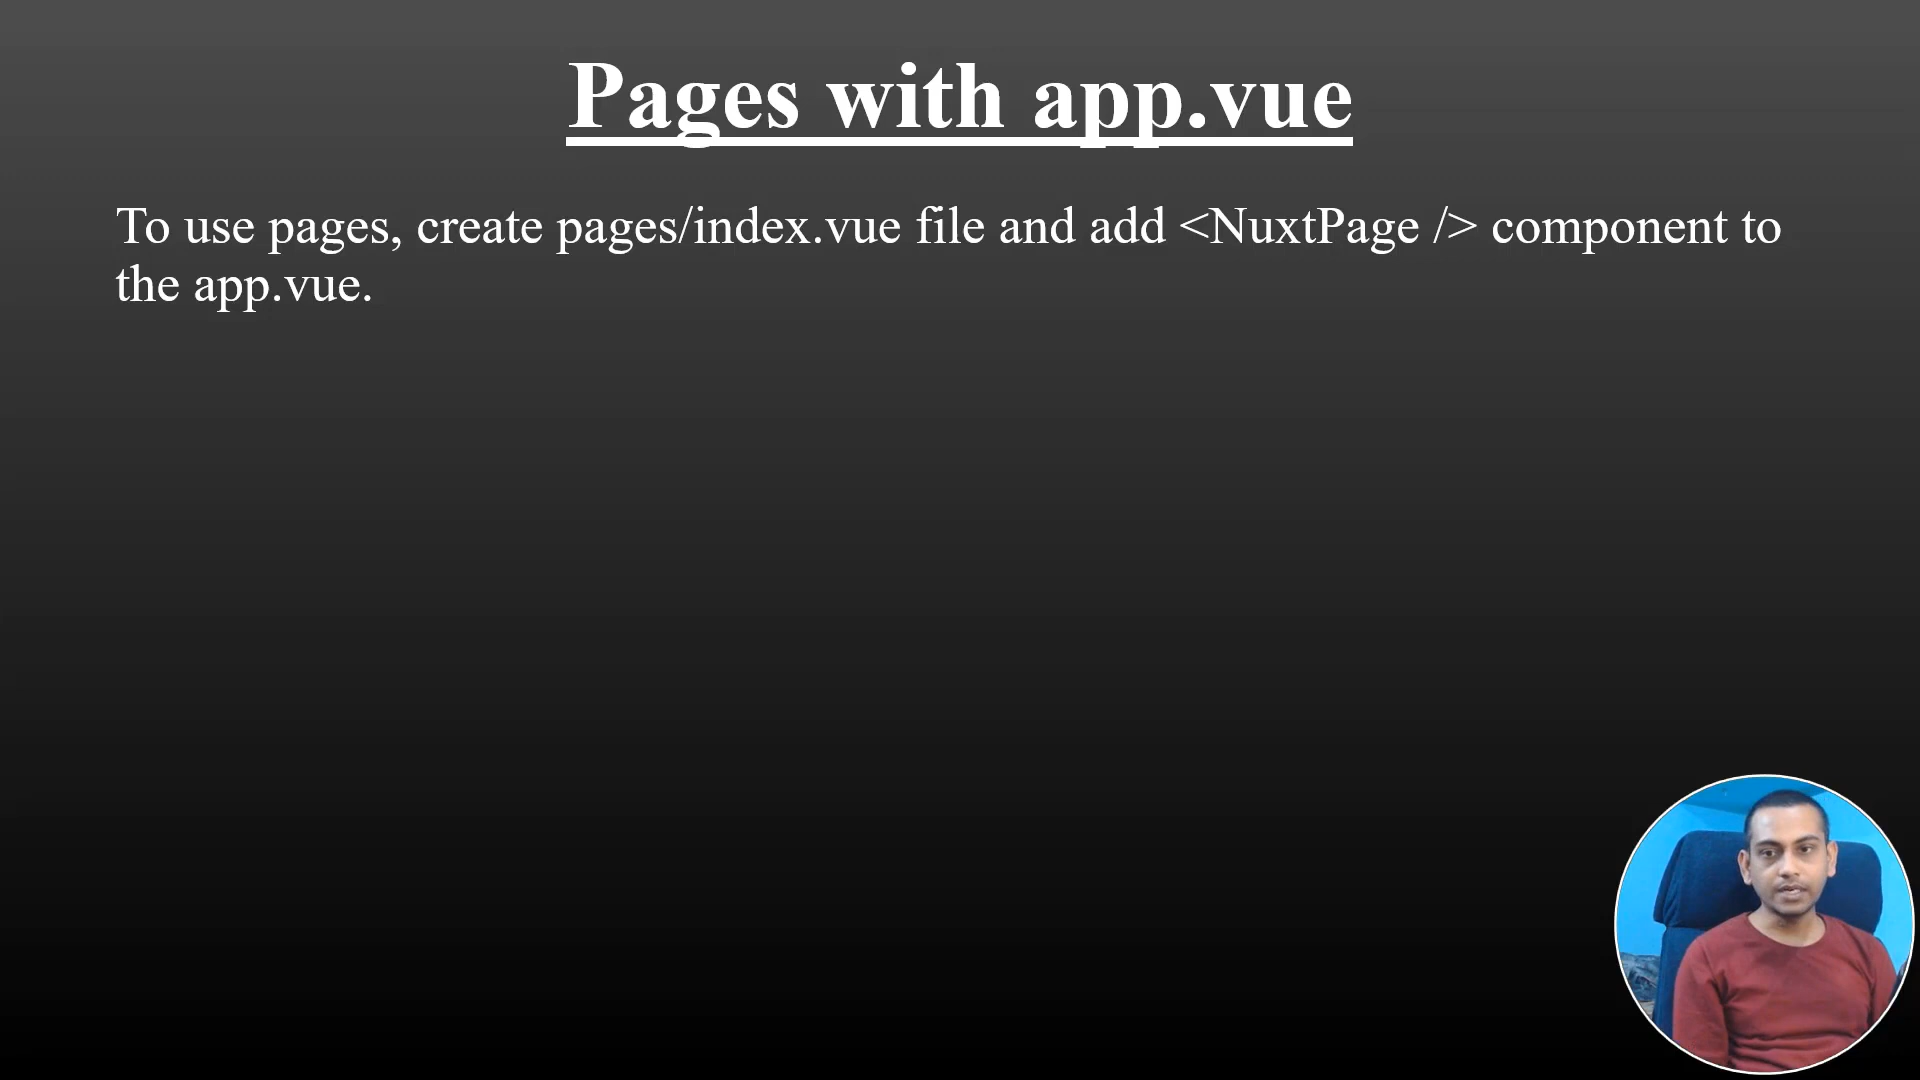 Pages with app.vue
To use pages, create pages/index.vue file and add <NuxtPage /> component to
the app.vue.